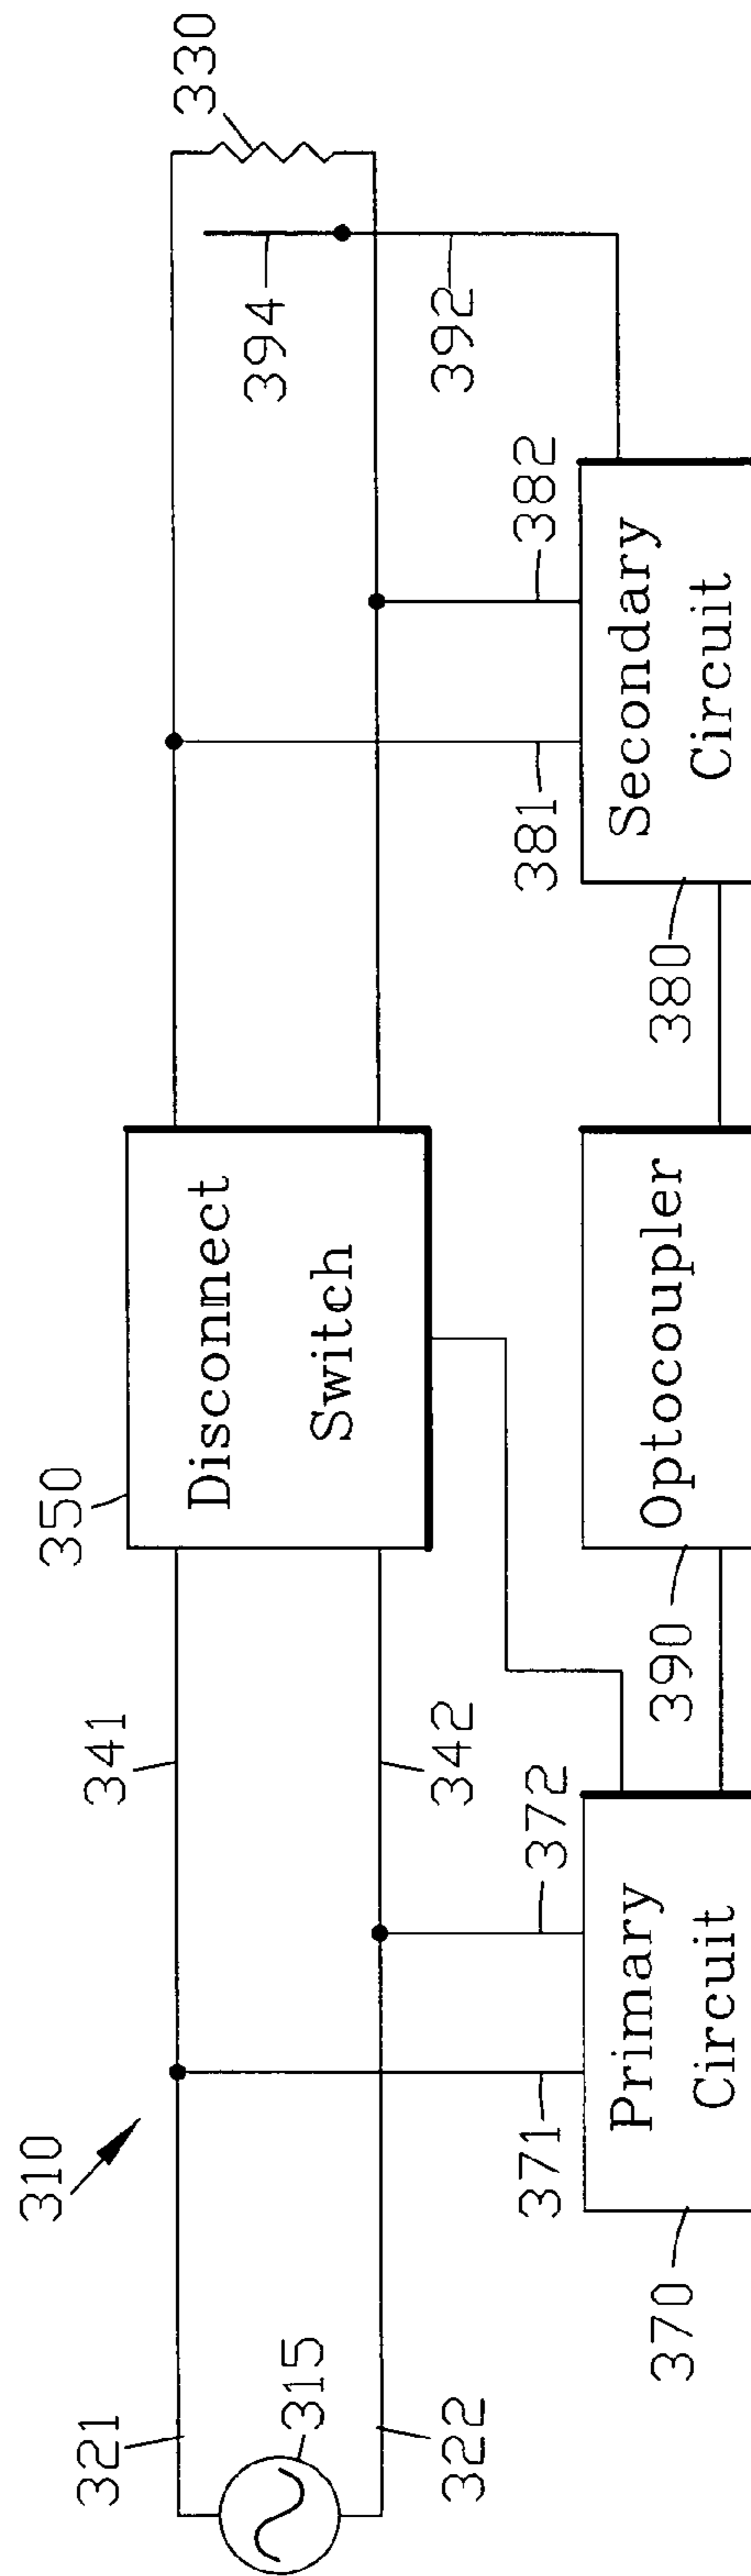 310
321
315
322
341
342
350
Disconnect
Switch
330
394
392
371
372
Primary
Circuit
370
390
Optocoupler
381
382
Secondary
Circuit
380